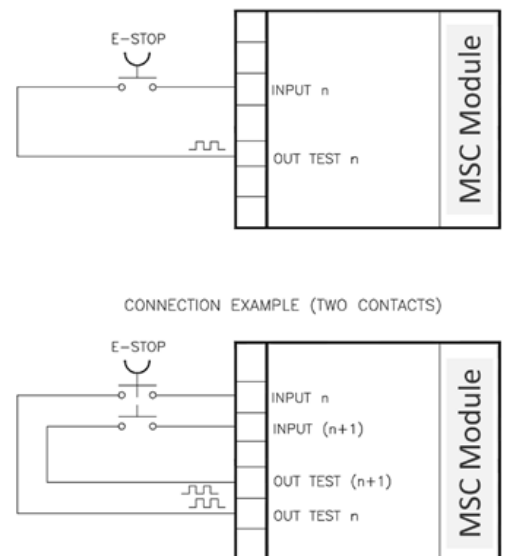 E-STOP
INPUT n
OUT TEST n
MSC Module
CONNECTION EXAMPLE (TWO CONTACTS)
E-STOP
INPUT n
INPUT (n+1)
OUT TEST (n+1)
OUT TEST n
MSC Module